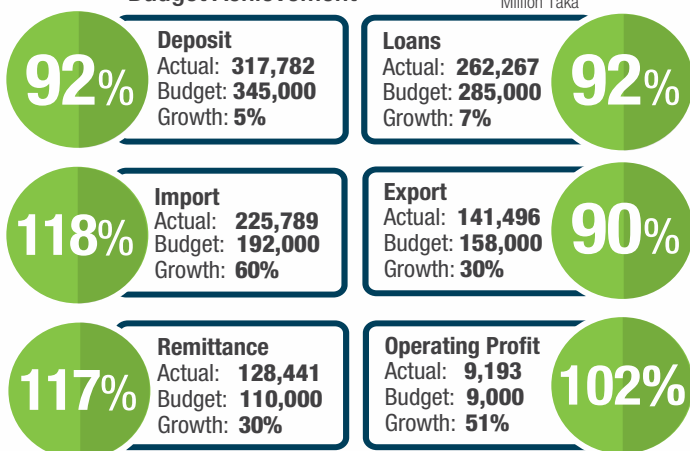 Budget Achievement
Million Taka
92%
Deposit
Actual: 317,782
Budget: 345,000
Growth: 5%
Loans
Actual: 262,267
Budget: 285,000
Growth: 7%
92%
118%
Import
Actual: 225,789
Budget: 192,000
Growth: 60%
Export
Actual: 141,496
Budget: 158,000
Growth: 30%
90%
117%
Remittance
Actual: 128,441
Budget: 110,000
Growth: 30%
Operating Profit
Actual: 9,193
Budget: 9,000
Growth: 51%
102%